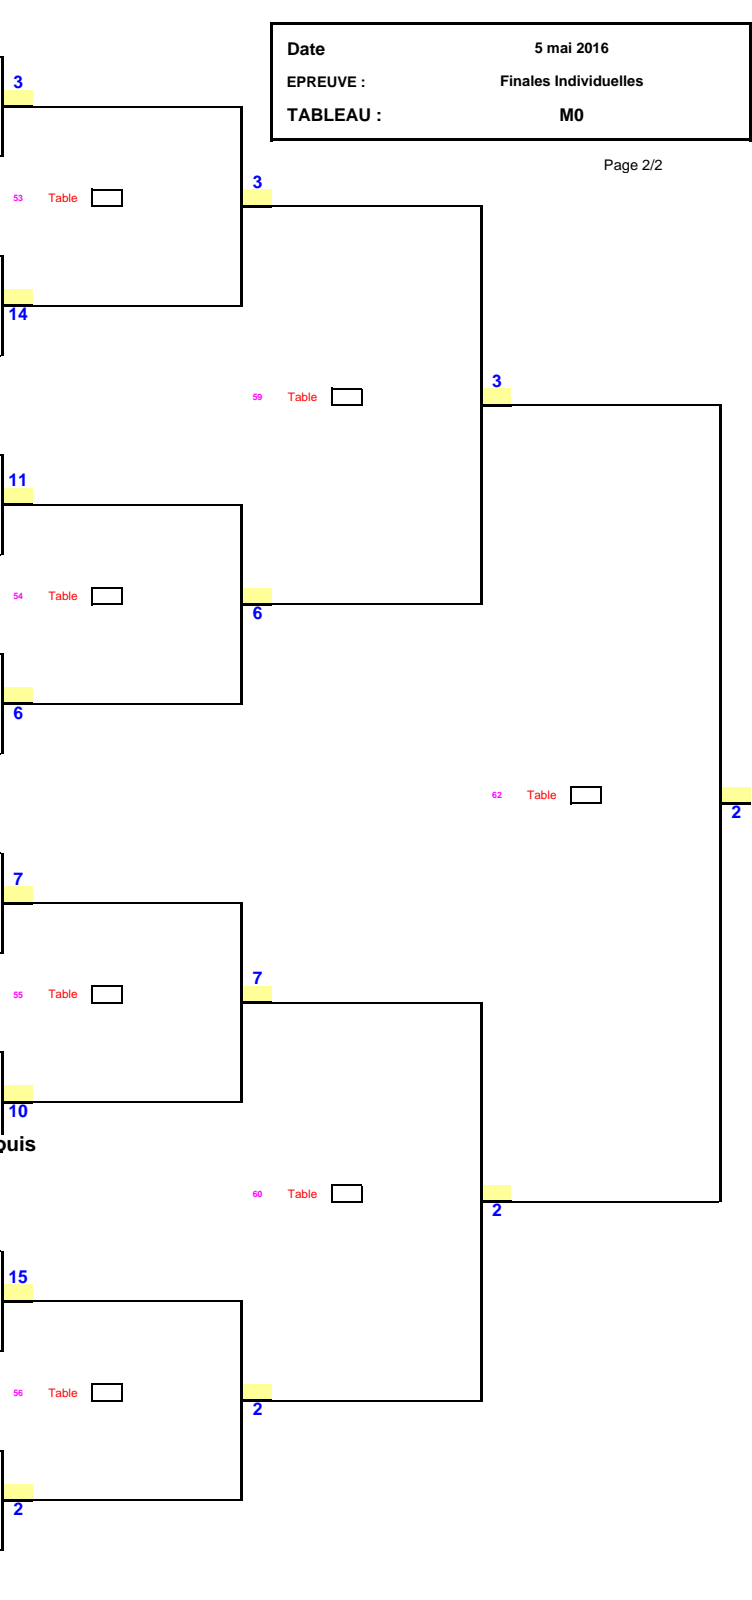 Date 5 mai 2016
3
EPREUVE : Finales Individuelles
TABLEAU : M0
Page 2/2
3
53 Table
14
3
59 Table
11
54 Table
6
6
62 Table
2
7
7
55 Table
10
60 Table
2
15
56 Table
2
2